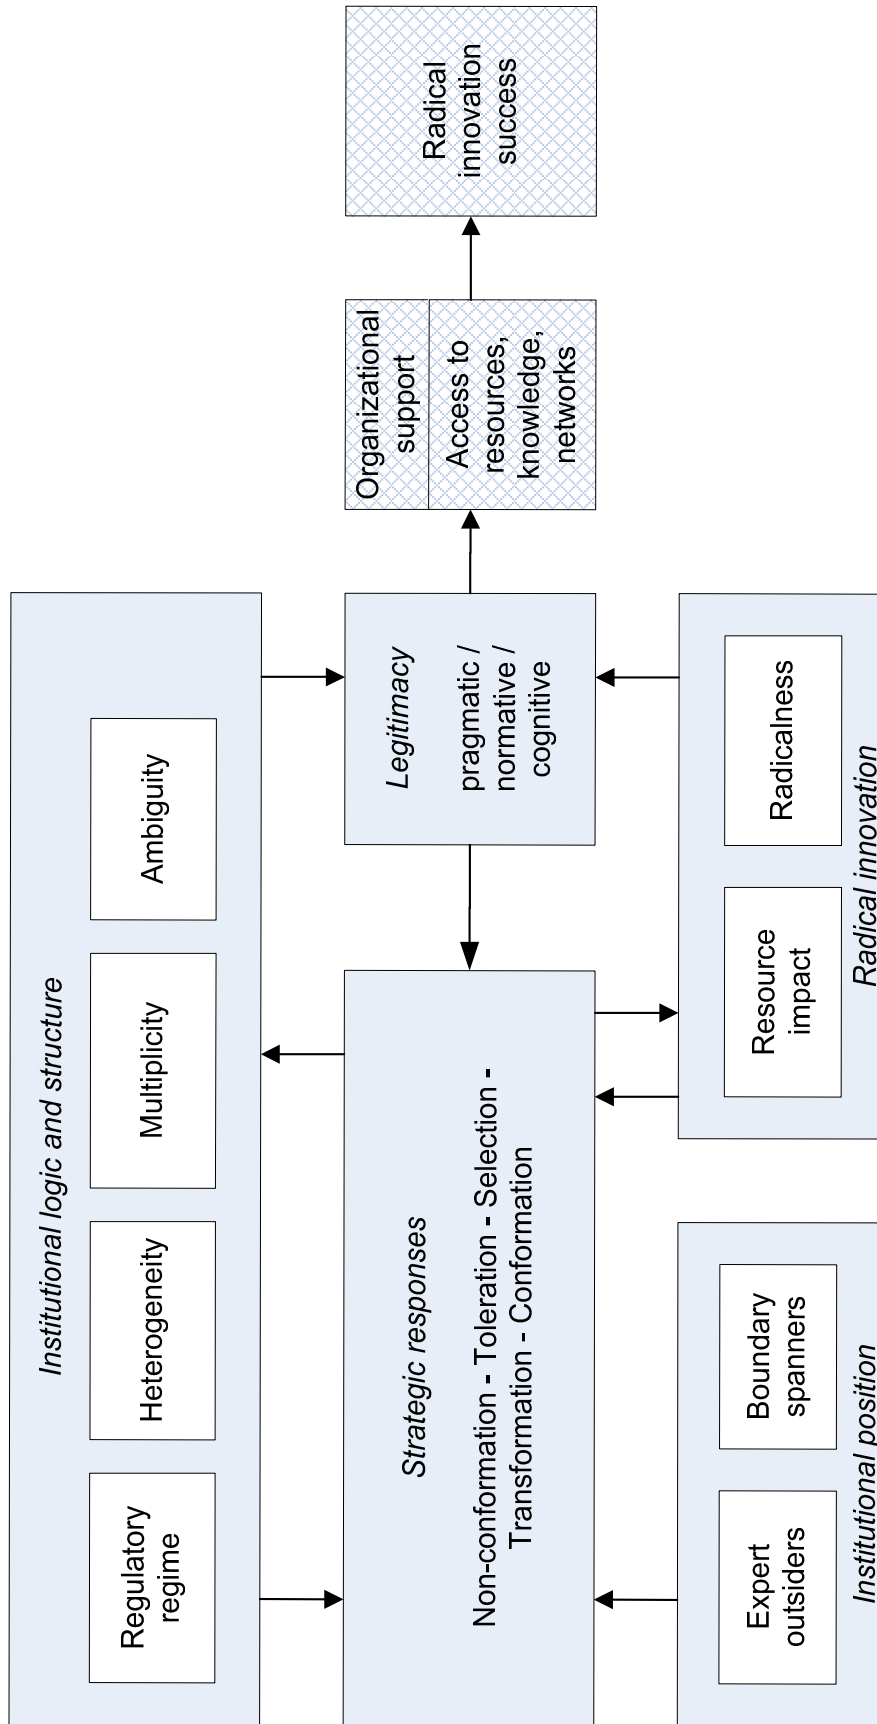 Institutional logic and structure
Regulatory
regime
Heterogeneity
Multiplicity
Ambiguity
Strategic responses
Non-conformation - Toleration - Selection -
Transformation - Conformation
Legitimacy
pragmatic /
normative /
cognitive
Organizational
support
Access to
resources,
knowledge,
networks
Radical
innovation
success
Expert
outsiders
Boundary
spanners
Institutional position
Resource
impact
Radicalness
Radical innovation